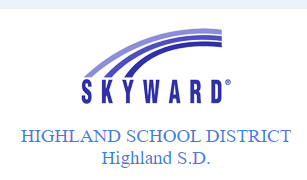 SKYWARD®
HIGHLAND SCHOOL DISTRICT
Highland S.D.